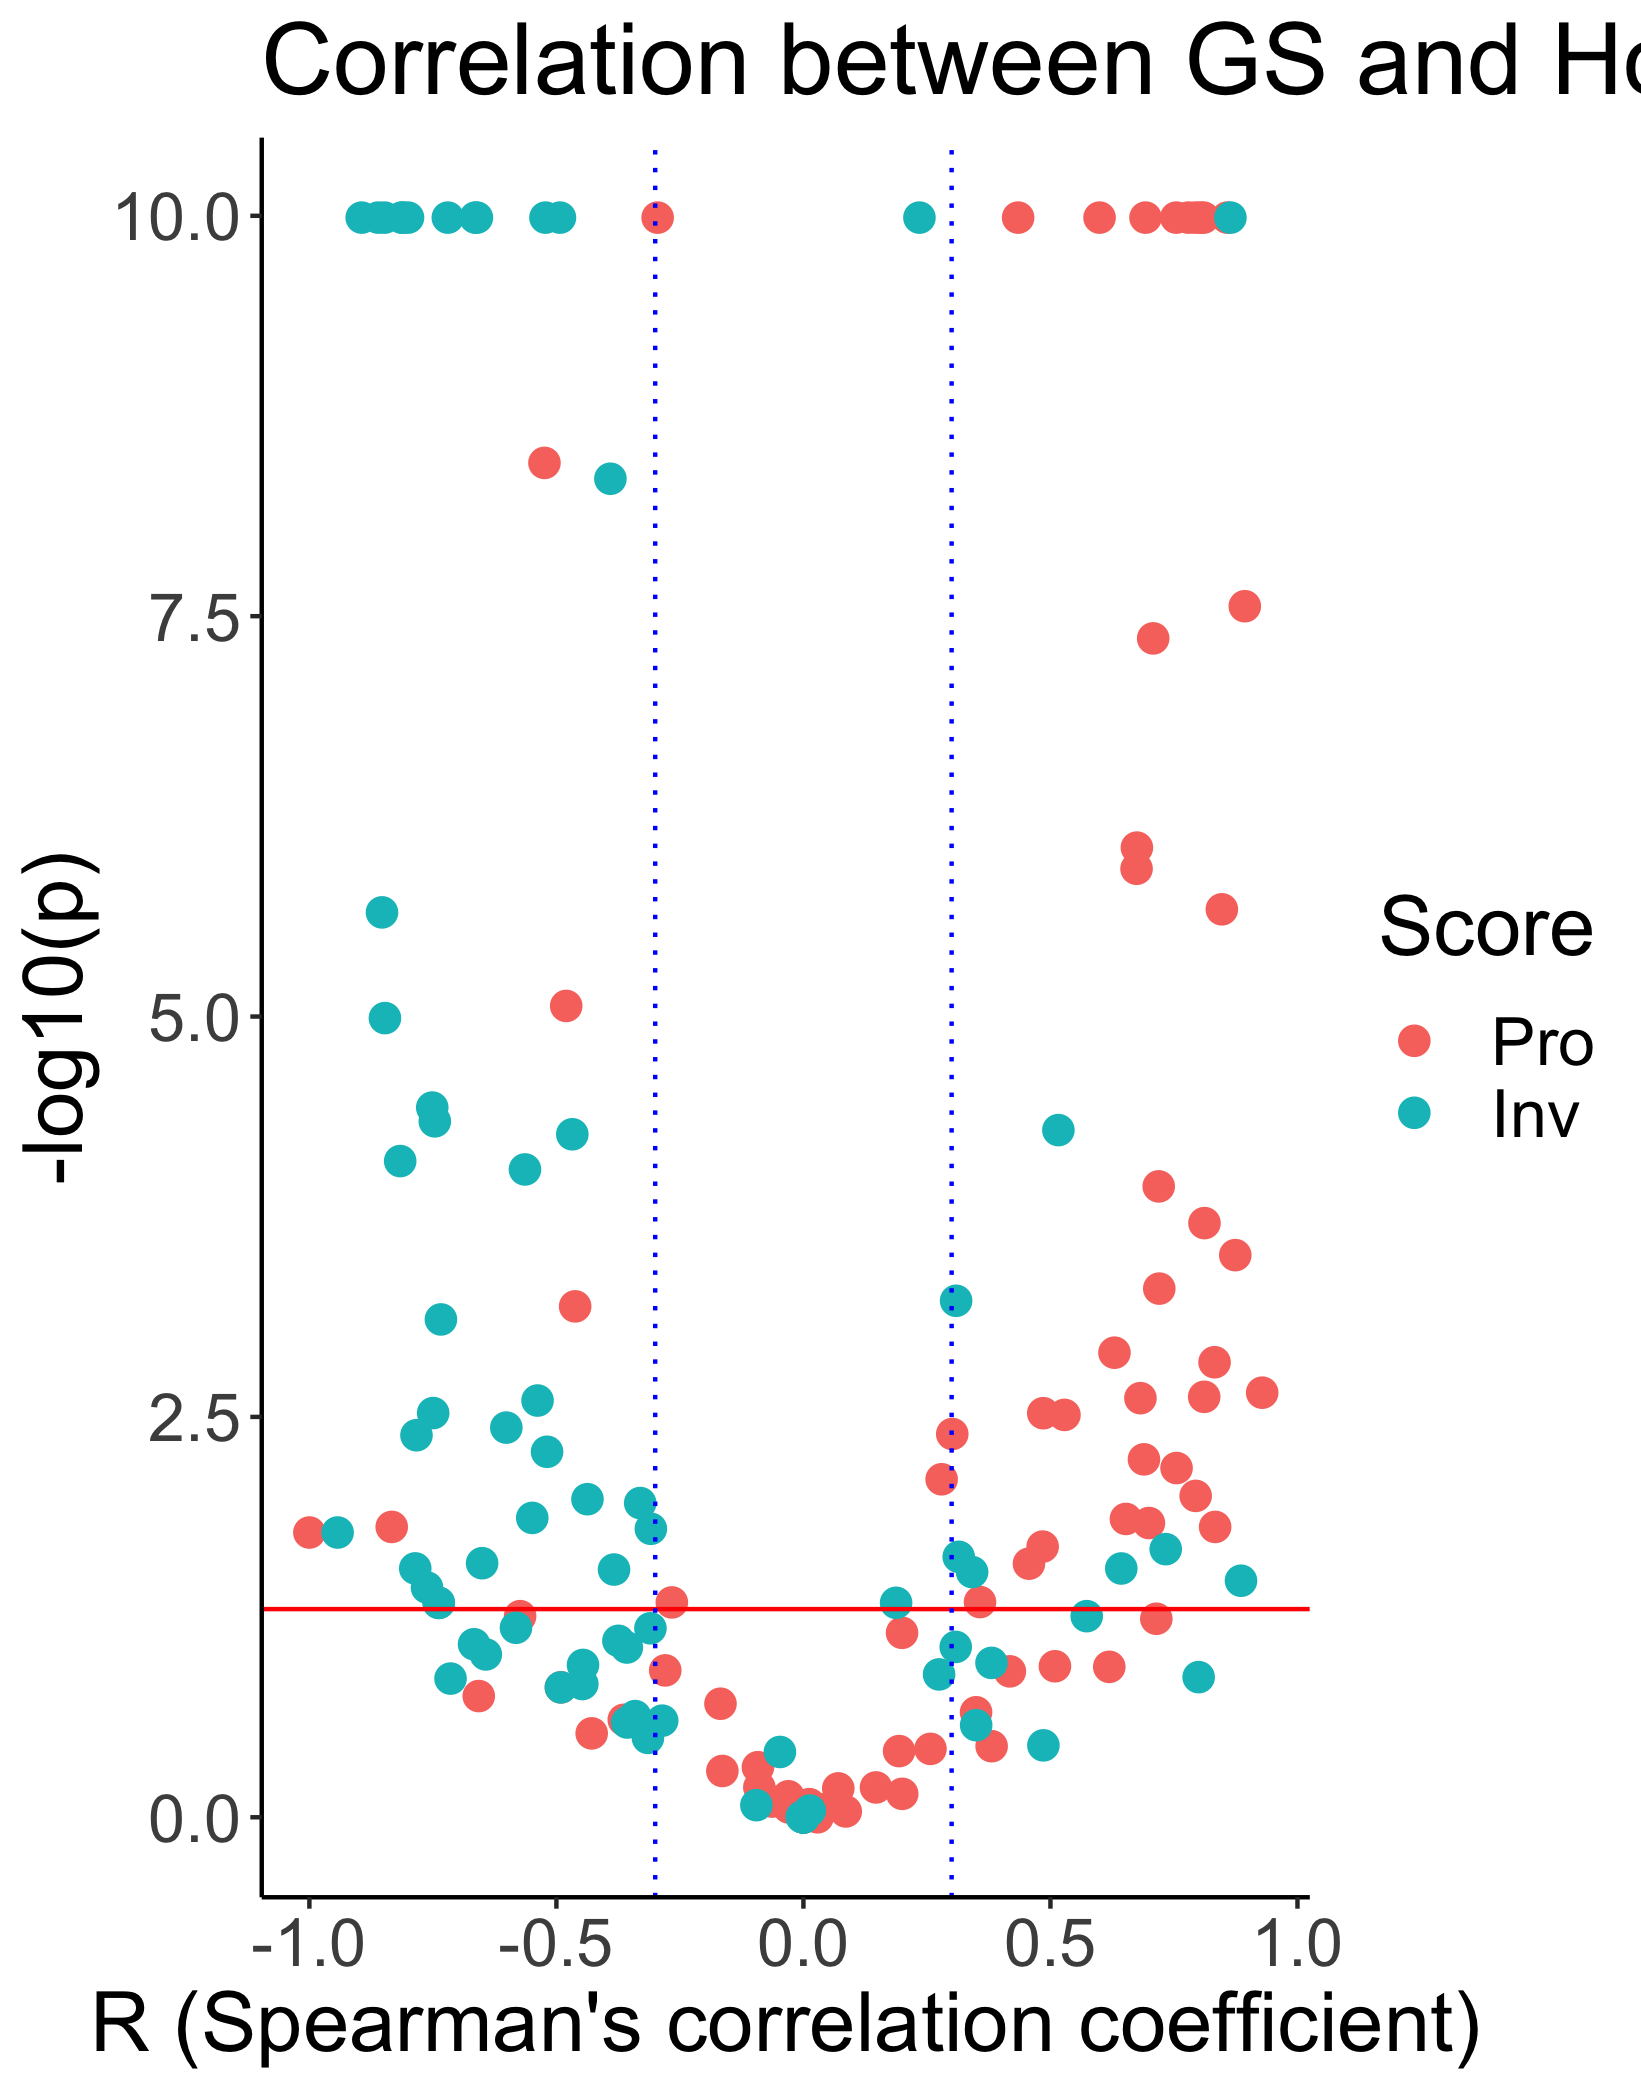 Correlation between GS and
10.0
7.5
5.0
2.5
0.0
-log10(p)
-1.0 -0.5 0.0 0.5 1.0
R (Spearman's correlation coefficient)
Score
Pro
Inv